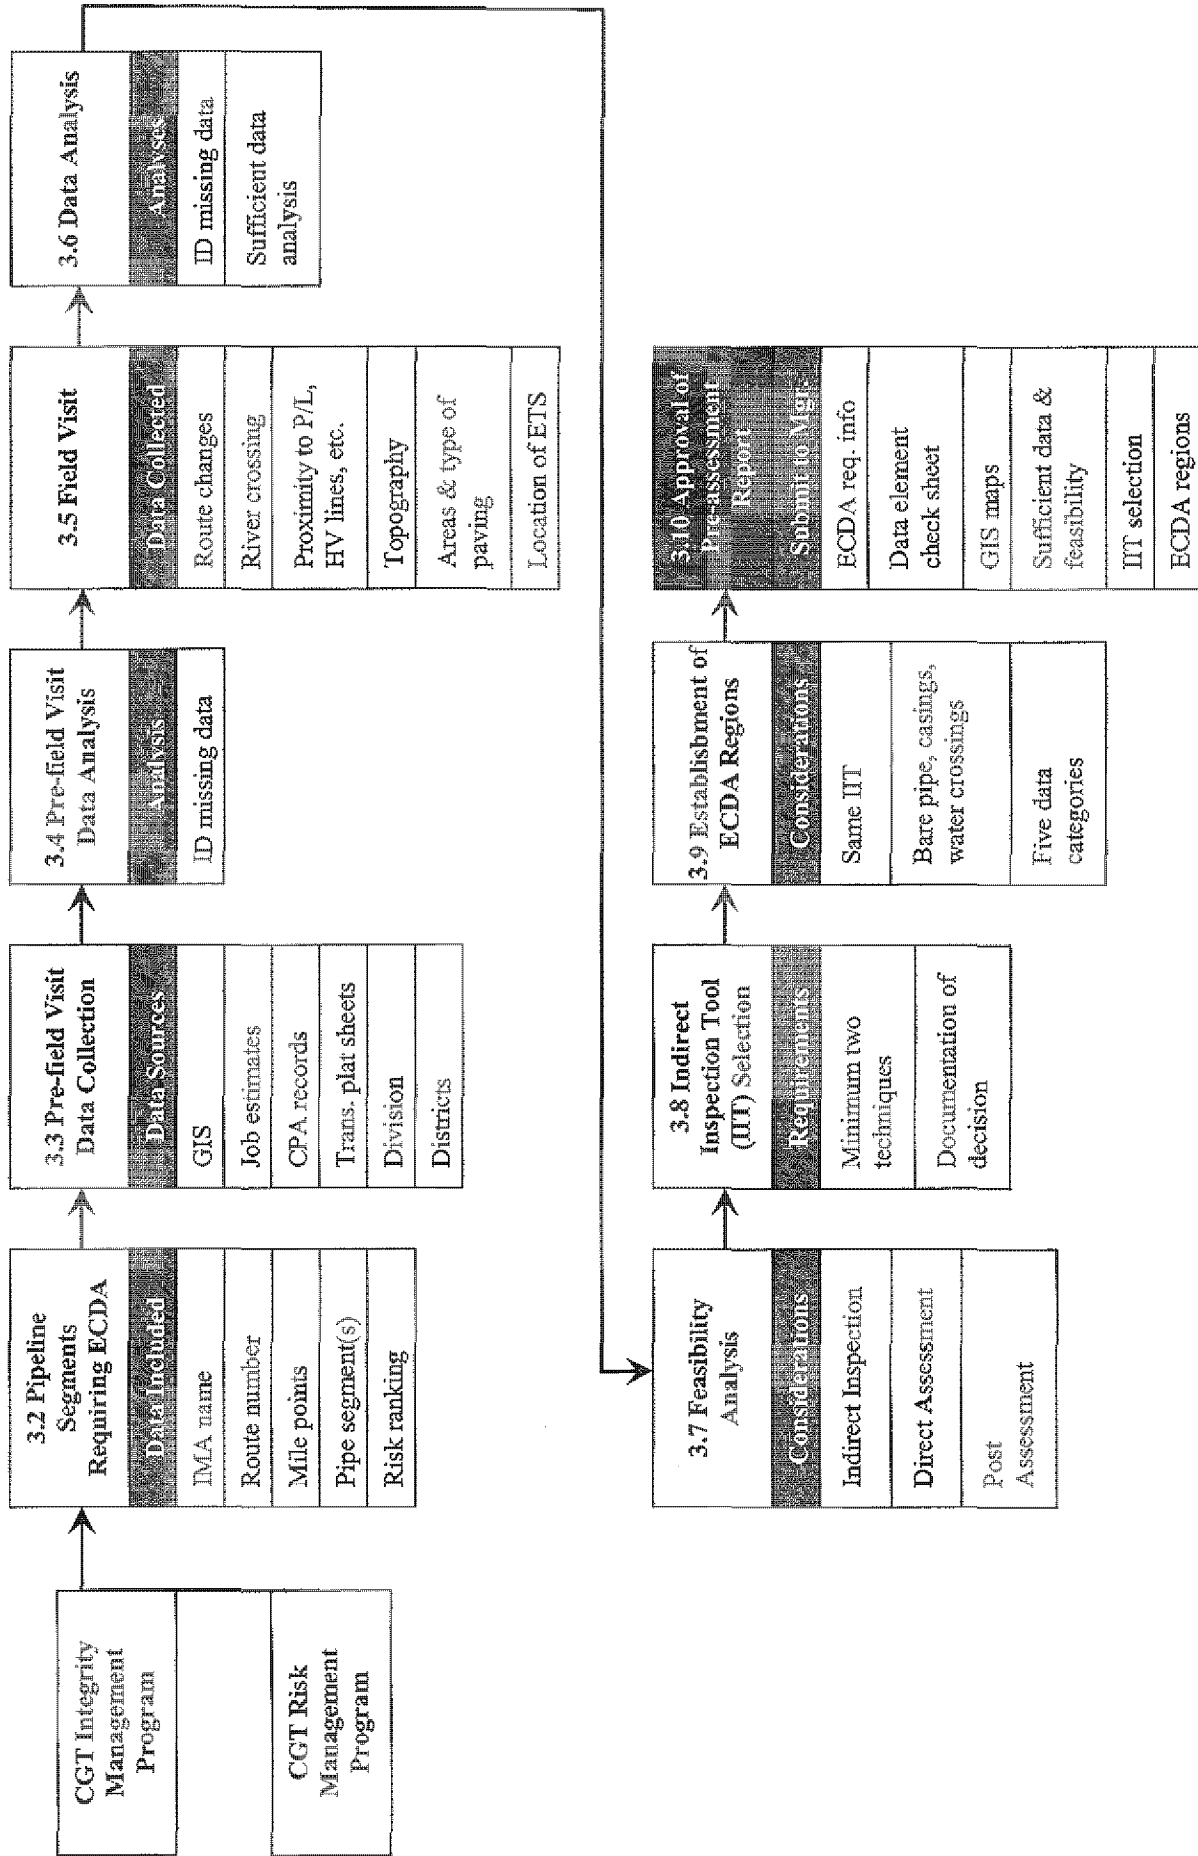 CGT Integrity
Management
Program
CGT Risk
Management
Program
3.2 Pipeline
Segments
Requiring ECDA
Data Included
IMA name
Route number
Mile points
Pipe segment(s)
Risk ranking
3.3 Pre-field Visit
Data Collection
Data Sources
GIS
Job estimates
CPA records
Trans. plat sheets
Division
Districts
3.4 Pre-field Visit
Data Analysis
Analysis
ID missing data
3.5 Field Visit
Data Collected
Route changes
River crossing
Proximity to P/L,
HV lines, etc.
Topography
Areas & type of
paving
Location of ETS
3.6 Data Analysis
Analyses
ID missing data
Sufficient data
analysis
3.7 Feasibility
Analysis
Considerations
Indirect Inspection
Direct Assessment
Post
Assessment
3.8 Indirect
Inspection Tool
(IIT) Selection
Requirements
Minimum two
techniques
Documentation of
decision
3.9 Establishment of
ECDA Regions
Considerations
Same IIT
Bare pipe, casings,
water crossings
Five data
categories
3.10 Approval of
Pre-assessment
Report
Submit to Mgr.
ECDA req. info
Data element
check sheet
GIS maps
Sufficient data &
feasibility
IIT selection
ECDA regions